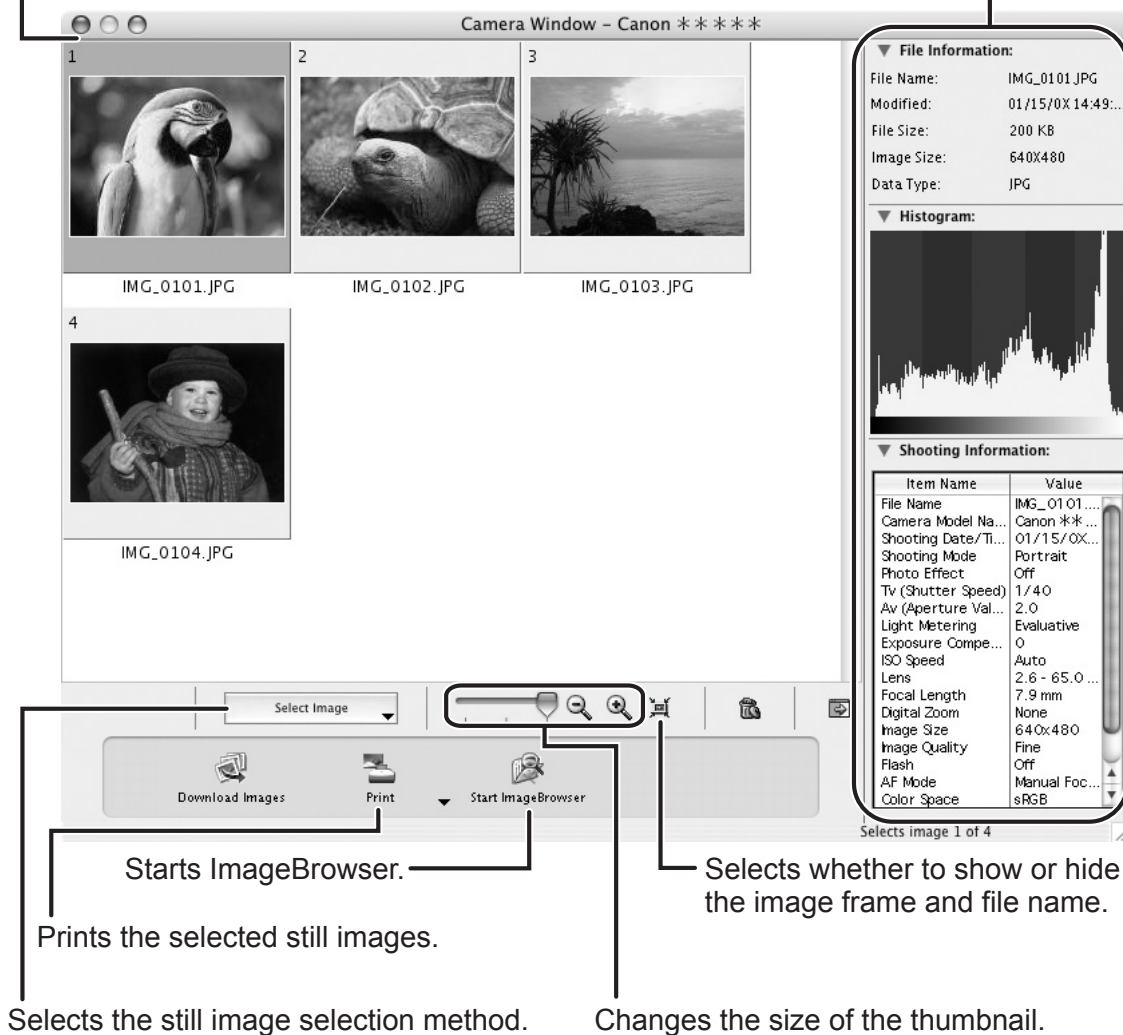 Camera Window – Canon ＊＊＊＊＊
1
2
3
IMG_0101.JPG
IMG_0102.JPG
IMG_0103.JPG
4
IMG_0104.JPG
File Information:
File Name: IMG_0101.JPG
Modified: 01/15/0X 14:49:...
File Size: 200 KB
Image Size: 640X480
Data Type: JPG
Histogram:
Shooting Information:
Item Name Value
File Name IMG_0101....
Camera Model Na... Canon ＊＊ ...
Shooting Date/Ti... 01/15/0X...
Shooting Mode Portrait
Photo Effect Off
Tv (Shutter Speed) 1/40
Av (Aperture Val... 2.0
Light Metering Evaluative
Exposure Compe... 0
ISO Speed Auto
Lens 2.6 - 65.0 ...
Focal Length 7.9 mm
Digital Zoom None
Image Size 640x480
Image Quality Fine
Flash Off
AF Mode Manual Foc...
Color Space sRGB
Select Image
Download Images
Print
Start ImageBrowser
Selects image 1 of 4
Starts ImageBrowser.
Selects whether to show or hide
the image frame and file name.
Prints the selected still images.
Selects the still image selection method.
Changes the size of the thumbnail.